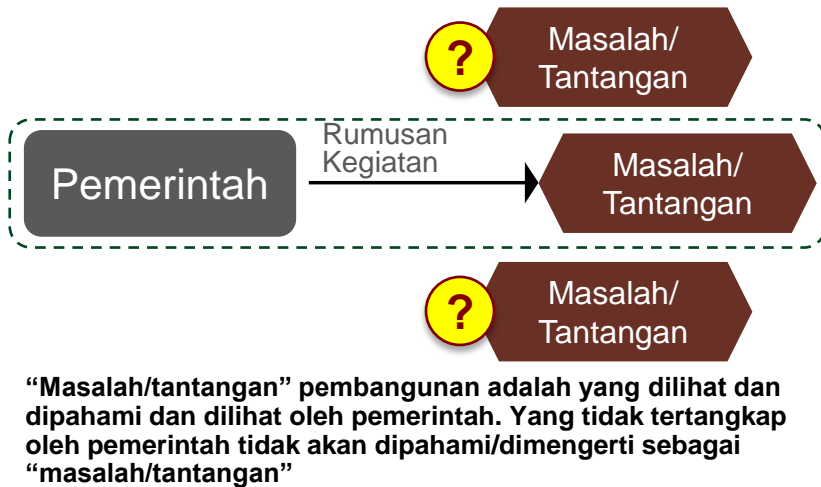 ?
Masalah/
Tantangan
Pemerintah
Rumusan
Kegiatan
Masalah/
Tantangan
?
Masalah/
Tantangan
“Masalah/tantangan” pembangunan adalah yang dilihat dan
dipahami dan dilihat oleh pemerintah. Yang tidak tertangkap
oleh pemerintah tidak akan dipahami/dimengerti sebagai
“masalah/tantangan”